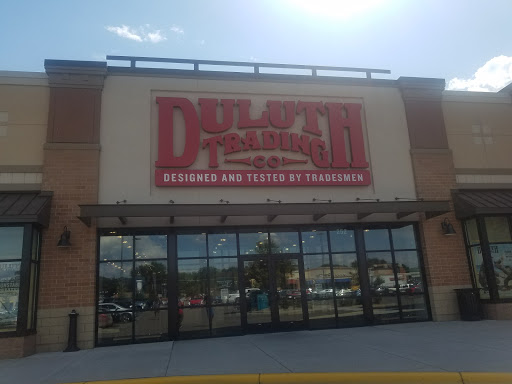 DULUTH
TRADING
CO
DESIGNED AND TESTED BY TRADESMEN